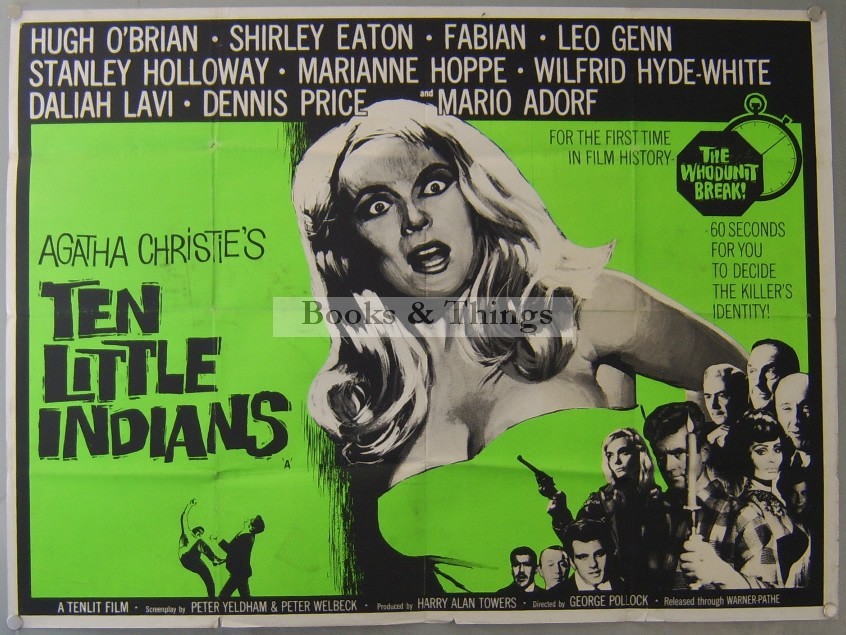 HUGH O'BRIAN · SHIRLEY EATON · FABIAN · LEO GENN
STANLEY HOLLOWAY · MARIANNE HOPPE · WILFRID HYDE-WHITE
DALIAH LAVI · DENNIS PRICE and MARIO ADORF
FOR THE FIRST TIME
IN FILM HISTORY-
THE
WHODUNIT
BREAK!
-60 SECONDS
FOR YOU
TO DECIDE
THE KILLER'S
IDENTITY!
AGATHA CHRISTIE'S
TEN
LITTLE
INDIANS
'A'
Books & Things
A TENLIT FILM · Screenplay by PETER YELDHAM & PETER WELBECK · Produced by HARRY ALAN TOWERS · Directed by GEORGE POLLOCK · Released through WARNER-PATHE